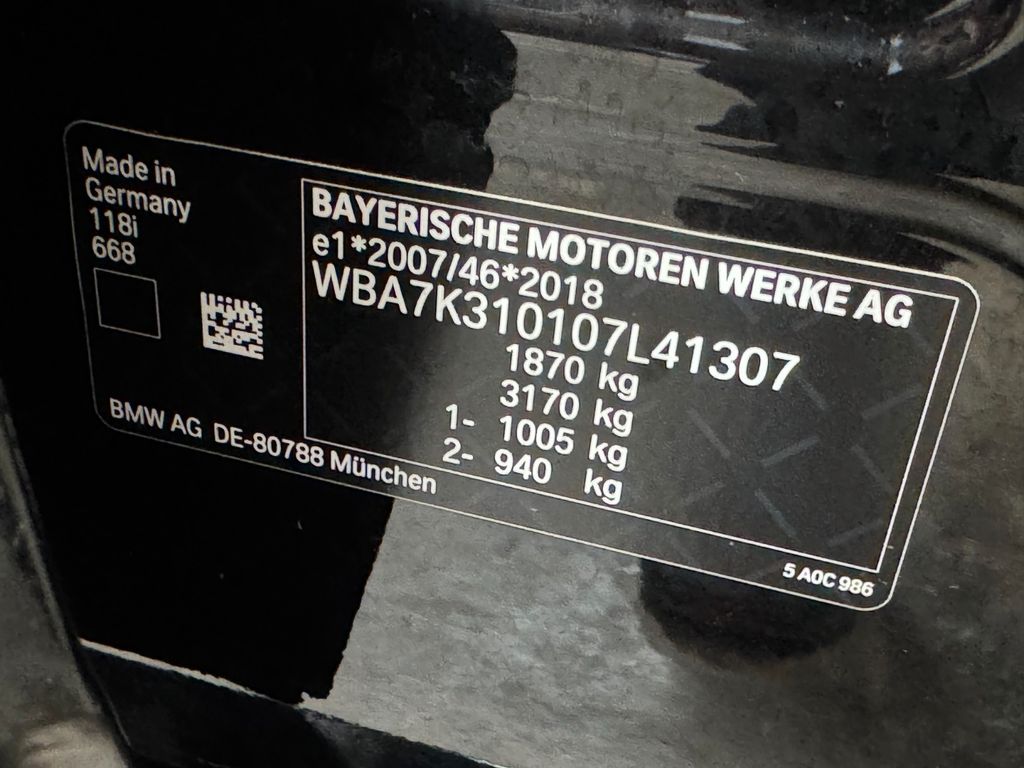 Made in
Germany
118i
668
BAYERISCHE MOTOREN WERKE AG
e1*2007/46*2018
WBA7K310107L41307
1870 kg
3170 kg
1- 1005 kg
2- 940 kg
BMW AG DE-80788 München
5 A0C 986